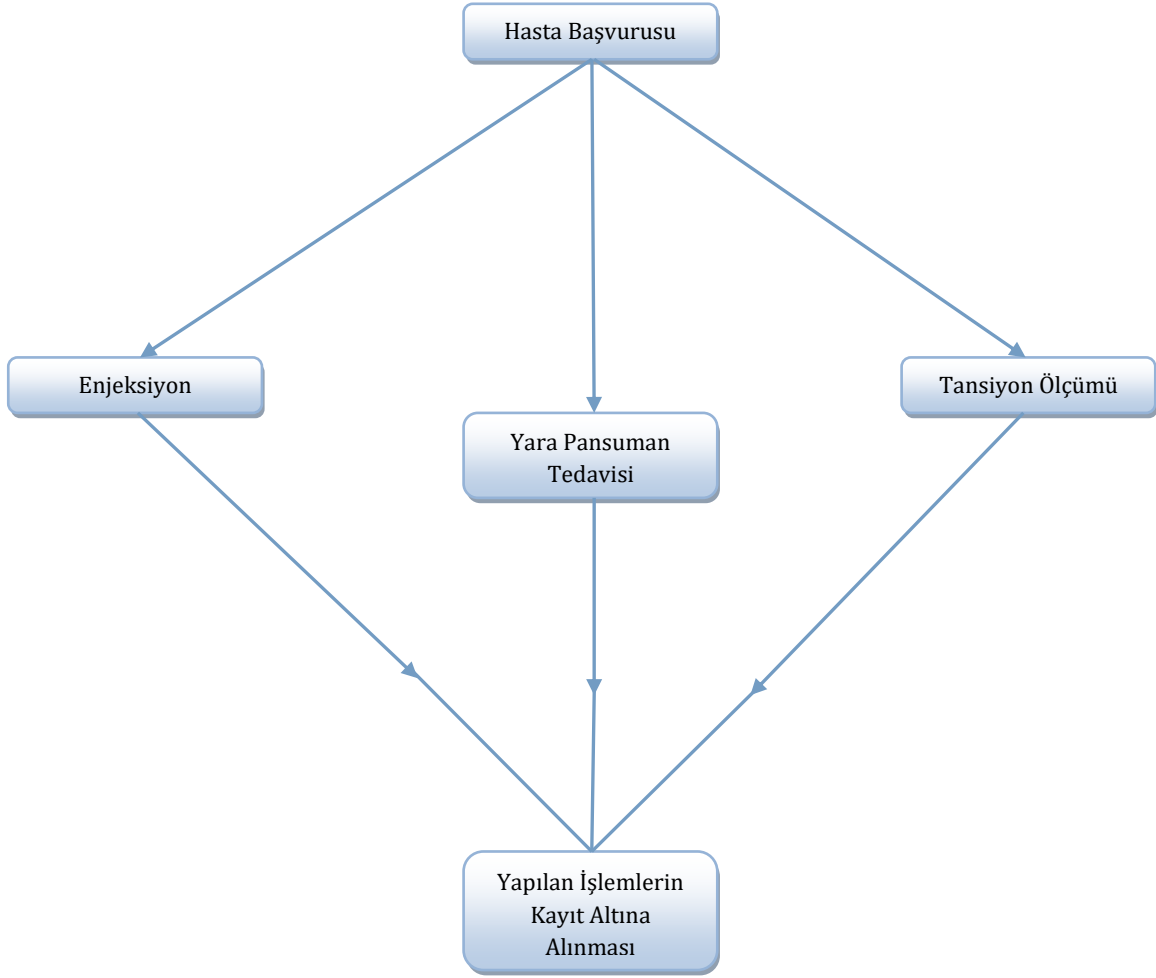 Hasta Başvurusu
Enjeksiyon
Tansiyon Ölçümü
Yara Pansuman
Tedavisi
Yapılan İşlemlerin
Kayıt Altına
Alınması